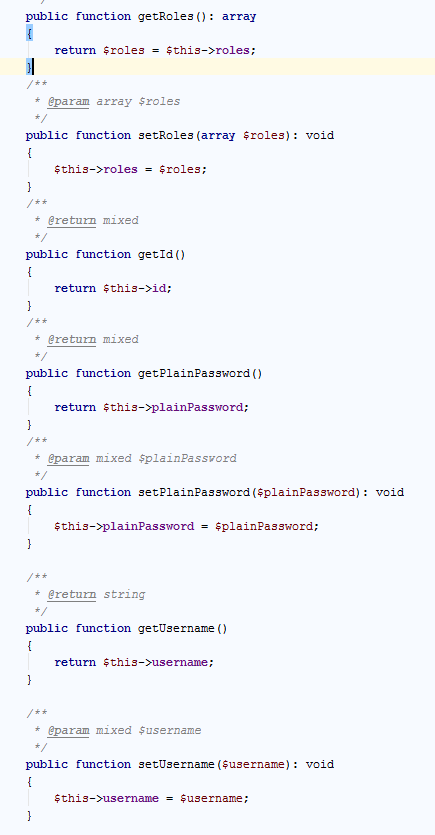 */
public function getRoles(): array
{
    return $roles = $this->roles;
}
/**
 * @param array $roles
 */
public function setRoles(array $roles): void
{
    $this->roles = $roles;
}
/**
 * @return mixed
 */
public function getId()
{
    return $this->id;
}
/**
 * @return mixed
 */
public function getPlainPassword()
{
    return $this->plainPassword;
}
/**
 * @param mixed $plainPassword
 */
public function setPlainPassword($plainPassword): void
{
    $this->plainPassword = $plainPassword;
}

/**
 * @return string
 */
public function getUsername()
{
    return $this->username;
}

/**
 * @param mixed $username
 */
public function setUsername($username): void
{
    $this->username = $username;
}